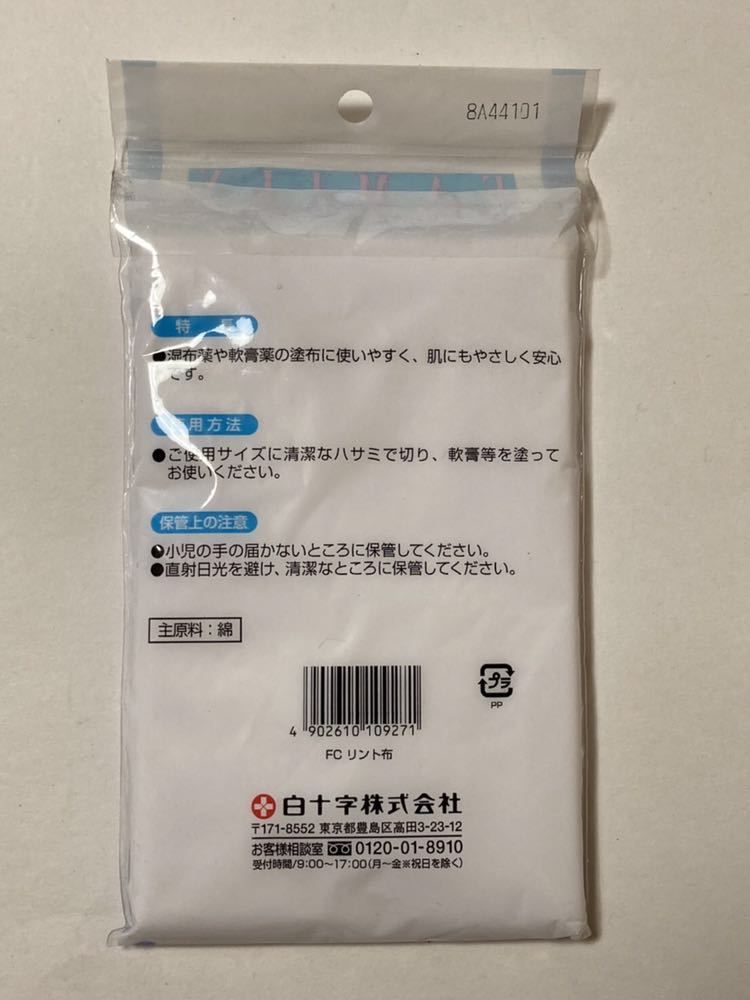 8A44101
FAMILY
特 長
●湿布薬や軟膏薬の塗布に使いやすく、肌にもやさしく安心
です。
使用方法
●ご使用サイズに清潔なハサミで切り、軟膏等を塗って
お使いください。
保管上の注意
●小児の手の届かないところに保管してください。
●直射日光を避け、清潔なところに保管してください。
主原料：綿
プラ
PP
4 902610 109271
FC リント布
白十字株式会社
〒171-8552 東京都豊島区高田3-23-12
お客様相談室 0120-01-8910
受付時間/9:00〜17:00(月〜金※祝日を除く)